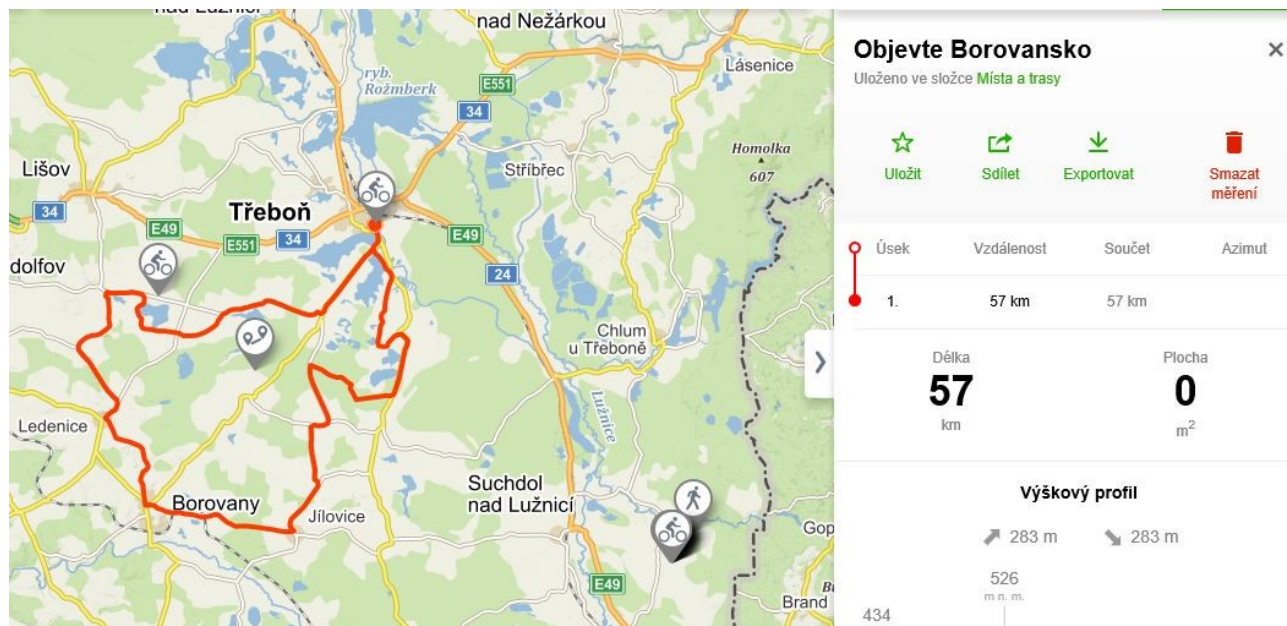 nad Lužnicí
nad Nežárkou
Lásenice
ryb.
Rožmberk
E551
34
Homolka
607
Lišov
Stříbřec
34
E49
Třeboň
E551
34
E49
dolfov
24
Chlum
u Třeboně
Lužnice
Ledenice
Borovany
Jílovice
Suchdol
nad Lužnicí
Gop
E49
Brand
Objevte Borovansko
Uloženo ve složce Místa a trasy
Uložit
Sdílet
Exportovat
Smazat
měření
Úsek Vzdálenost Součet Azimut
1. 57 km 57 km
Délka
57
km
Plocha
0
m²
Výškový profil
283 m 283 m
526
m n. m.
434